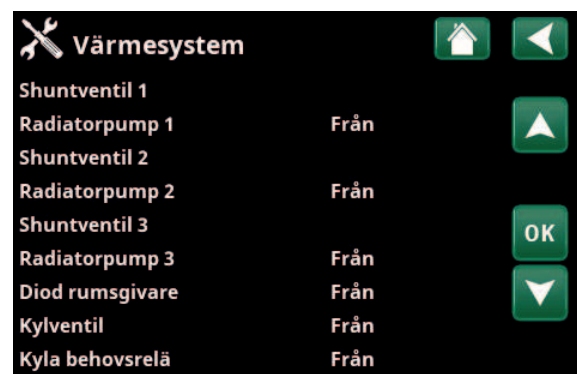 Värmesystem
Shuntventil 1
Radiatorpump 1 Från
Shuntventil 2
Radiatorpump 2 Från
Shuntventil 3
OK
Radiatorpump 3 Från
Diod rumsgivare Från
Kylventil Från
Kyla behovsrelä Från